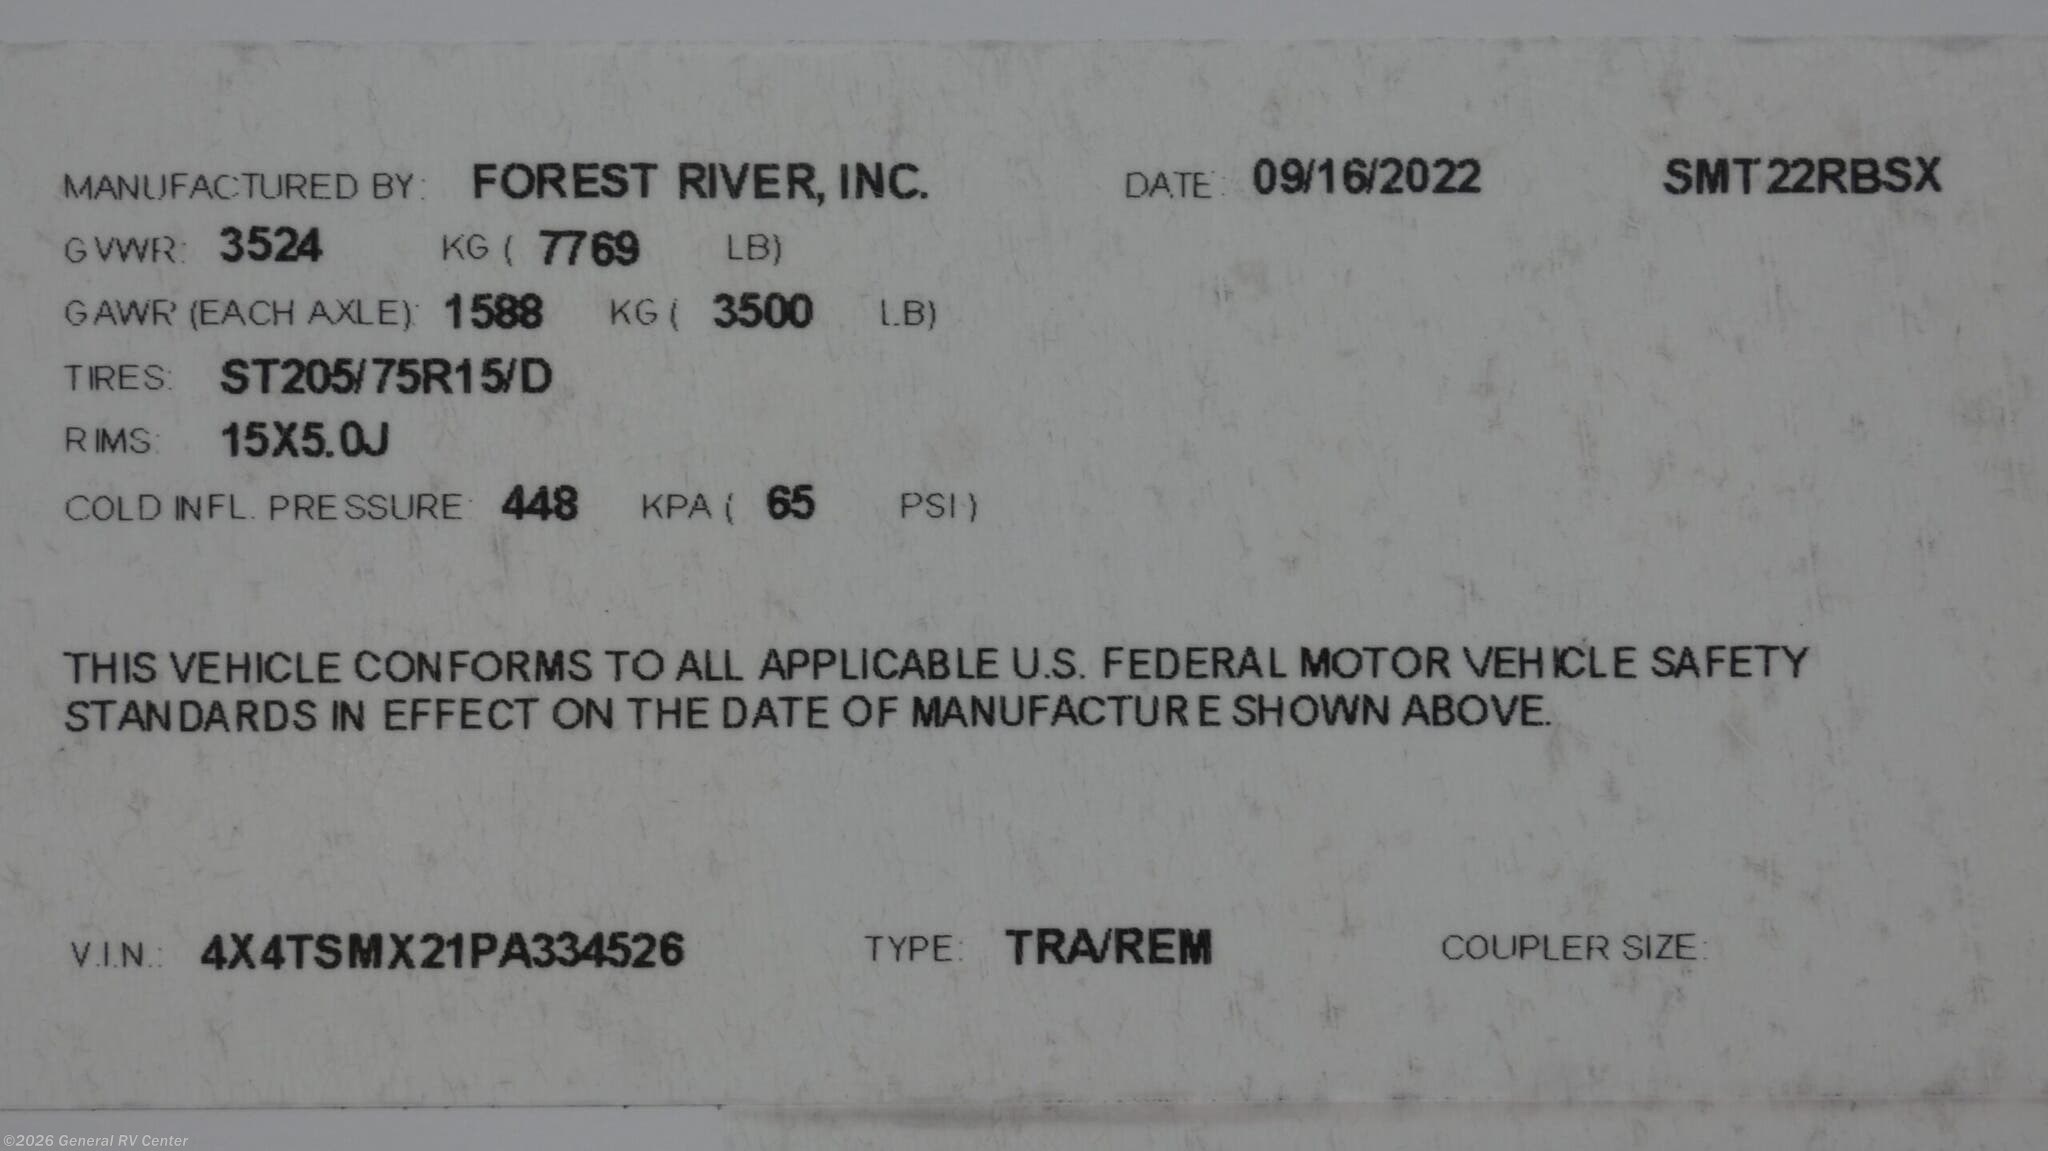 MANUFACTURED BY: FOREST RIVER, INC. DATE: 09/16/2022 SMT22RBSX
GVWR: 3524 KG ( 7769 LB)
GAWR (EACH AXLE): 1588 KG ( 3500 LB)
TIRES: ST205/75R15/D
RIMS: 15X5.0J
COLD INFL. PRESSURE: 448 KPA ( 65 PSI)
THIS VEHICLE CONFORMS TO ALL APPLICABLE U.S. FEDERAL MOTOR VEHICLE SAFETY
STANDARDS IN EFFECT ON THE DATE OF MANUFACTURE SHOWN ABOVE.
V.I.N.: 4X4TSMX21PA334526 TYPE: TRA/REM COUPLER SIZE:
©2026 General RV Center